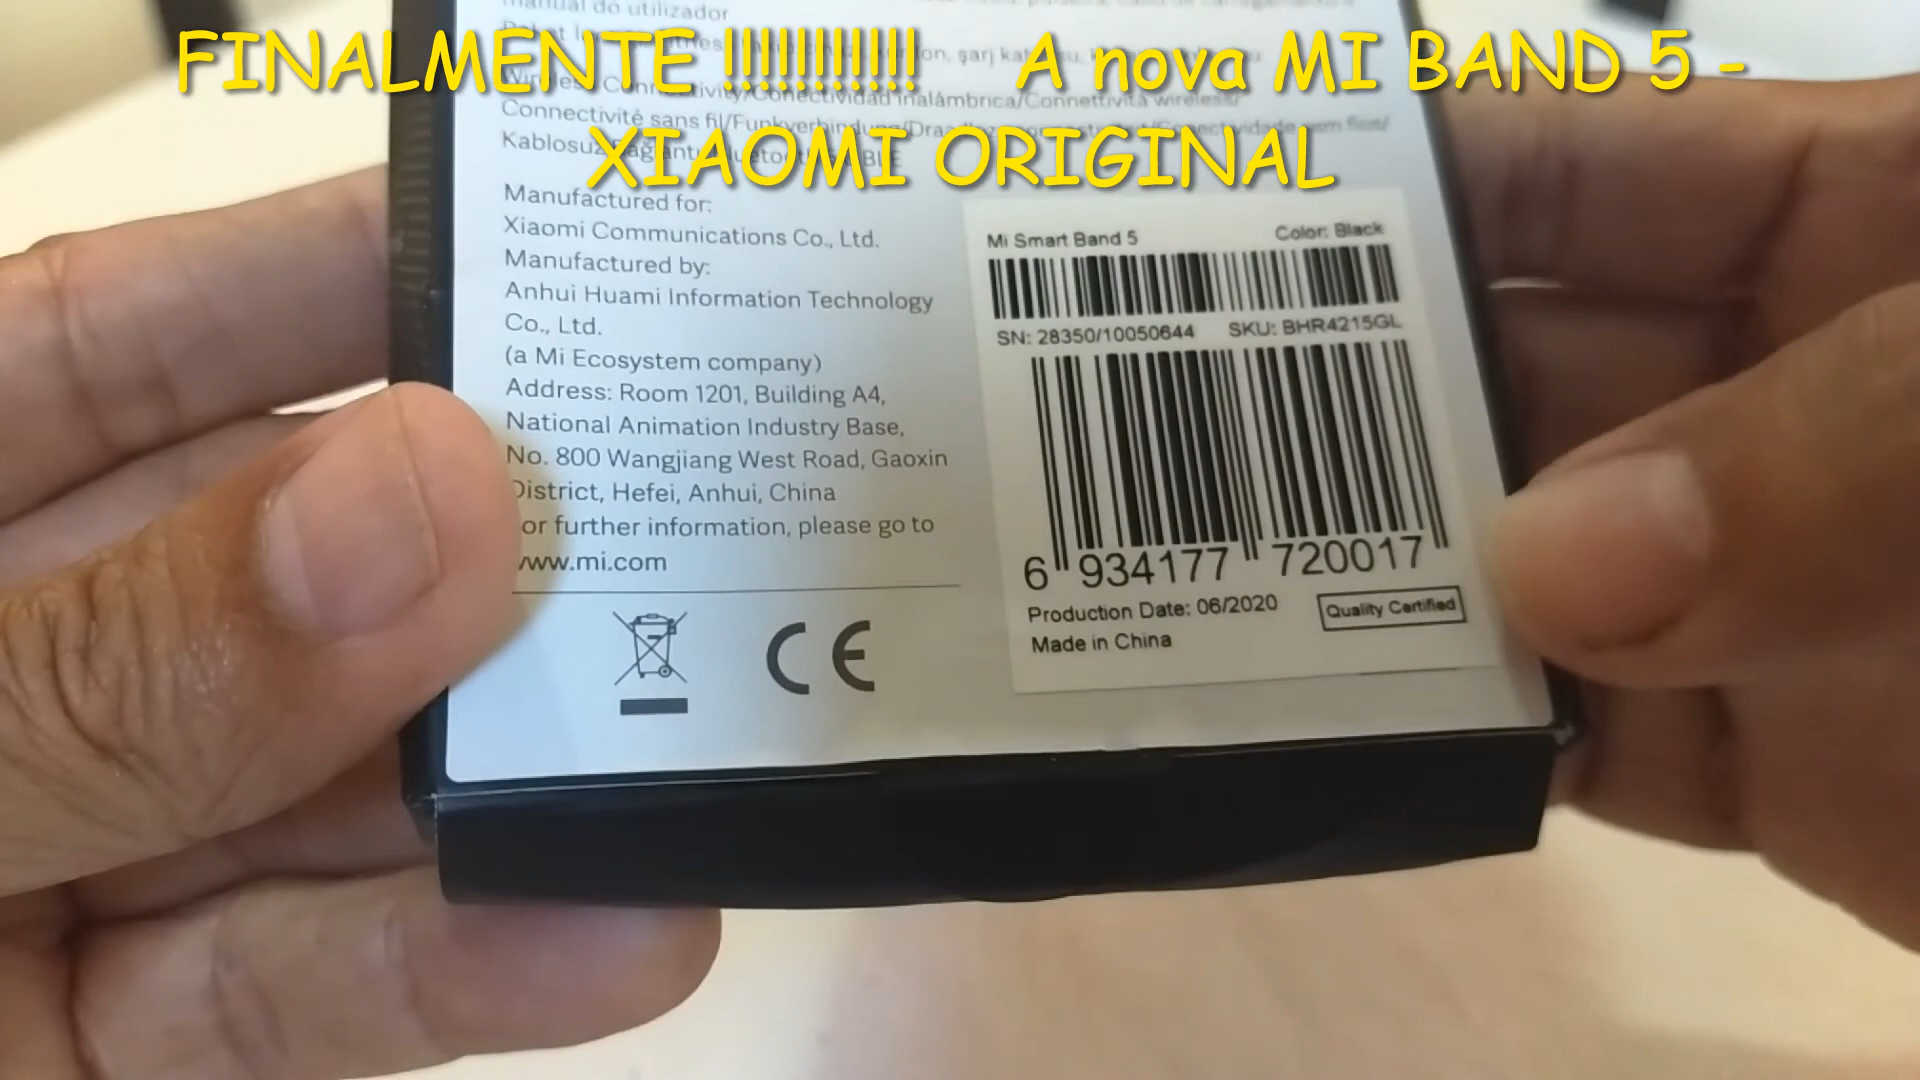 FINALMENTE !!!!!!!!!!! A nova MI BAND 5 -
XIAOMI ORIGINAL
manual do utilizador
Connectivité sans fil/Funkverbindung
Manufactured for:
Xiaomi Communications Co., Ltd.
Manufactured by:
Anhui Huami Information Technology
Co., Ltd.
(a Mi Ecosystem company)
Address: Room 1201, Building A4,
National Animation Industry Base,
No. 800 Wangjiang West Road, Gaoxin
District, Hefei, Anhui, China
or further information, please go to
www.mi.com
CE
Mi Smart Band 5 Color: Black
SN: 28350/10050644 SKU: BHR4215GL
6 934177 720017
Production Date: 06/2020 Quality Certified
Made in China